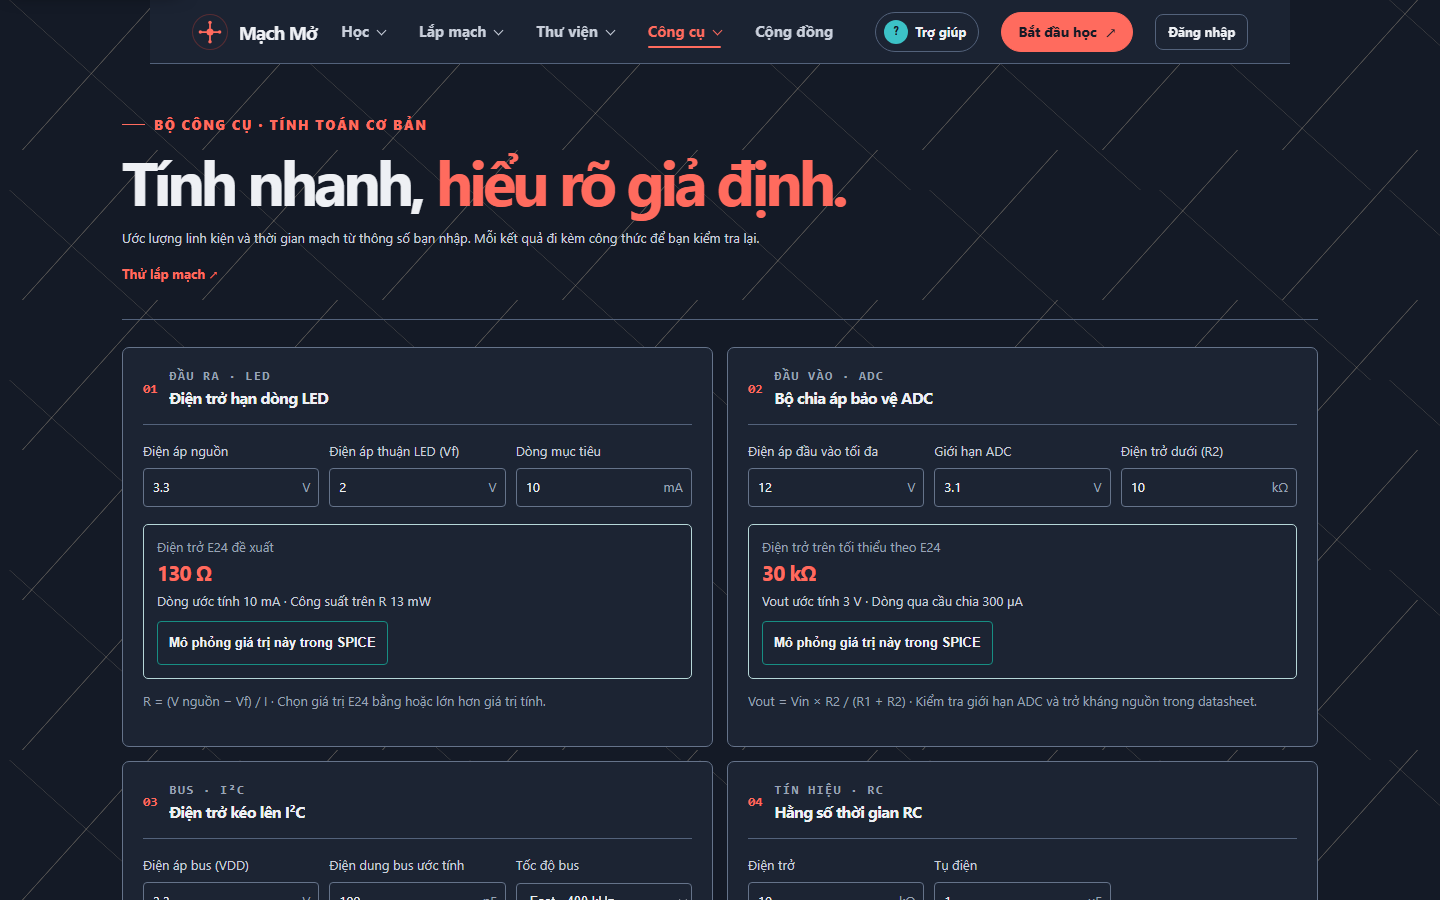 Mạch Mở
Học
Lắp mạch
Thư viện
Công cụ
Cộng đồng
? Trợ giúp
Bắt đầu học ↗
Đăng nhập
BỘ CÔNG CỤ · TÍNH TOÁN CƠ BẢN
Tính nhanh, hiểu rõ giả định.
Ước lượng linh kiện và thời gian mạch từ thông số bạn nhập. Mỗi kết quả đi kèm công thức để bạn kiểm tra lại.
Thử lắp mạch ↗
01
ĐẦU RA · LED
Điện trở hạn dòng LED
Điện áp nguồn
Điện áp thuận LED (Vf)
Dòng mục tiêu
3.3 V
2 V
10 mA
Điện trở E24 đề xuất
130 Ω
Dòng ước tính 10 mA · Công suất trên R 13 mW
Mô phỏng giá trị này trong SPICE
R = (V nguồn − Vf) / I · Chọn giá trị E24 bằng hoặc lớn hơn giá trị tính.
02
ĐẦU VÀO · ADC
Bộ chia áp bảo vệ ADC
Điện áp đầu vào tối đa
Giới hạn ADC
Điện trở dưới (R2)
12 V
3.1 V
10 kΩ
Điện trở trên tối thiểu theo E24
30 kΩ
Vout ước tính 3 V · Dòng qua cầu chia 300 µA
Mô phỏng giá trị này trong SPICE
Vout = Vin × R2 / (R1 + R2) · Kiểm tra giới hạn ADC và trở kháng nguồn trong datasheet.
03
BUS · I²C
Điện trở kéo lên I²C
Điện áp bus (VDD)
Điện dung bus ước tính
Tốc độ bus
3.3 V
100 pF
Fast · 400 kHz
04
TÍN HIỆU · RC
Hằng số thời gian RC
Điện trở
Tụ điện
10 kΩ
1 µF